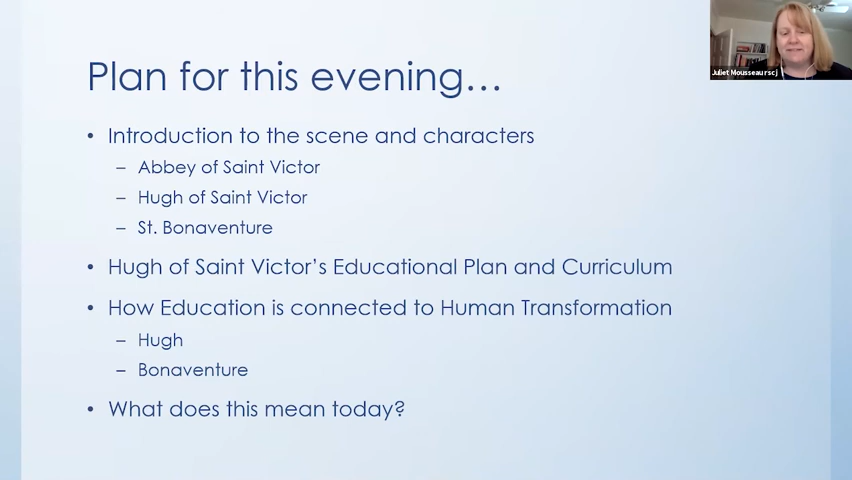 Juliet Mousseau rscj
Plan for this evening…
• Introduction to the scene and characters
– Abbey of Saint Victor
– Hugh of Saint Victor
– St. Bonaventure
• Hugh of Saint Victor’s Educational Plan and Curriculum
• How Education is connected to Human Transformation
– Hugh
– Bonaventure
• What does this mean today?